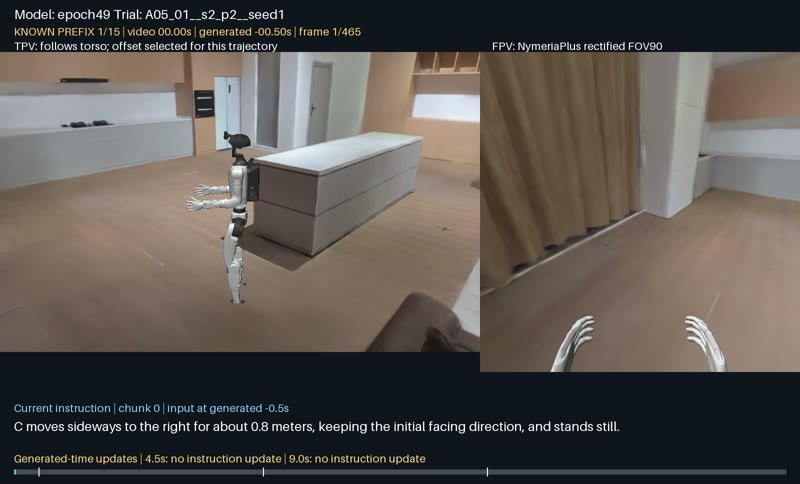 Model: epoch49 Trial: A05_01__s2_p2__seed1
KNOWN PREFIX 1/15 | video 00.00s | generated -00.50s | frame 1/465
TPV: follows torso; offset selected for this trajectory
FPV: NymeriaPlus rectified FOV90
Current instruction | chunk 0 | input at generated -0.5s
C moves sideways to the right for about 0.8 meters, keeping the initial facing direction, and stands still.
Generated-time updates | 4.5s: no instruction update | 9.0s: no instruction update